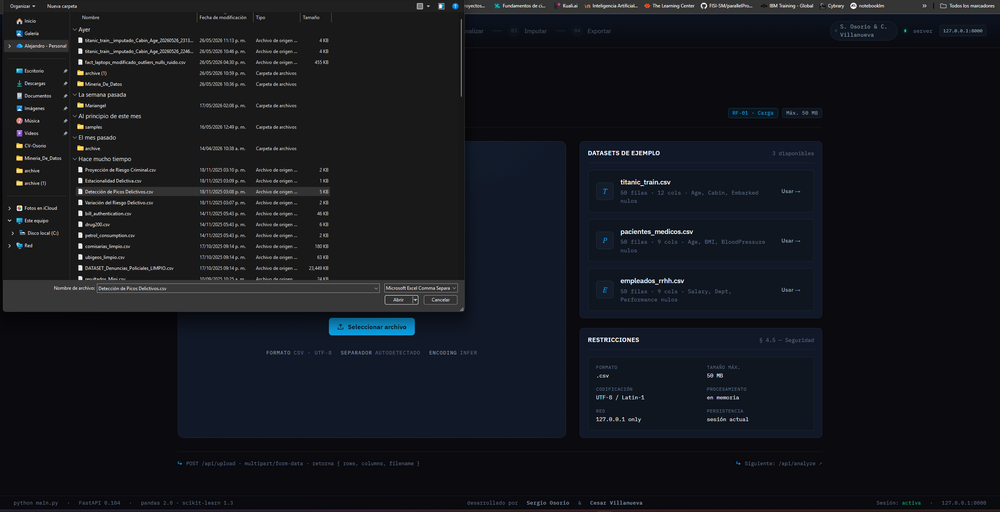 Organizar
Nueva carpeta
royectos...
Fundamentos de ci...
Kuali.ai
Inteligencia Artificial...
The Learning Center
FISI-SM/parallelPro...
IBM Training - Global
Cybrary
notebooklm
Todos los marcadores
Inicio
Galería
Alejandro - Personal
Escritorio
Descargas
Documentos
Imágenes
Música
Videos
CV-Osorio
Mineria_De_Datos
archive
archive (1)
Fotos en iCloud
Este equipo
Disco local (C:)
Red
Nombre Fecha de modificación Tipo Tamaño
Ayer
titanic_train__imputado_Cabin_Age_20260526_2313... 26/05/2026 11:13 p. m. Archivo de origen ... 4 KB
titanic_train__imputado_Cabin_Age_20260526_2246... 26/05/2026 10:46 p. m. Archivo de origen ... 4 KB
fact_laptops_modificado_outliers_nulls_ruido.csv 26/05/2026 04:30 p. m. Archivo de origen ... 455 KB
archive (1) 26/05/2026 10:59 p. m. Carpeta de archivos
Mineria_De_Datos 26/05/2026 10:36 p. m. Carpeta de archivos
La semana pasada
Mariangel 17/05/2026 02:08 p. m. Carpeta de archivos
Al principio de este mes
samples 16/05/2026 12:49 p. m. Carpeta de archivos
El mes pasado
archive 14/04/2026 10:38 a. m. Carpeta de archivos
Hace mucho tiempo
Proyección de Riesgo Criminal.csv 18/11/2025 03:10 p. m. Archivo de origen ... 2 KB
Estacionalidad Delictiva.csv 18/11/2025 03:09 p. m. Archivo de origen ... 1 KB
Detección de Picos Delictivos.csv 18/11/2025 03:08 p. m. Archivo de origen ... 5 KB
Variación del Riesgo Delictivo.csv 18/11/2025 03:07 p. m. Archivo de origen ... 2 KB
bill_authentication.csv 14/11/2025 05:43 p. m. Archivo de origen ... 46 KB
drug200.csv 14/11/2025 05:43 p. m. Archivo de origen ... 6 KB
petrol_consumption.csv 14/11/2025 05:43 p. m. Archivo de origen ... 2 KB
comisarias_limpio.csv 17/10/2025 09:14 p. m. Archivo de origen ... 180 KB
ubigeos_limpio.csv 17/10/2025 09:14 p. m. Archivo de origen ... 63 KB
DATASET_Denuncias_Policiales_LIMPIO.csv 17/10/2025 09:14 p. m. Archivo de origen ... 23,449 KB
resultados_Mini.csv 10/09/2025 10:25 a. m. Archivo de origen ... 24 KB
Nombre de archivo: Detección de Picos Delictivos.csv Microsoft Excel Comma Separa
Abrir Cancelar
nalizar — 03 Imputar — 04 Exportar
S. Osorio & C.
Villanueva
server
127.0.0.1:8000
RF-01 · Carga
Máx. 50 MB
Seleccionar archivo
FORMATO CSV · UTF-8 SEPARADOR AUTODETECTADO ENCODING INFER
DATASETS DE EJEMPLO 3 disponibles
T
titanic_train.csv
50 filas · 12 cols · Age, Cabin, Embarked
nulos
Usar →
P
pacientes_medicos.csv
50 filas · 9 cols · Age, BMI, BloodPressure
nulos
Usar →
E
empleados_rrhh.csv
50 filas · 9 cols · Salary, Dept,
Performance nulos
Usar →
RESTRICCIONES § 4.5 — Seguridad
FORMATO TAMAÑO MÁX.
.csv 50 MB
CODIFICACIÓN PROCESAMIENTO
UTF-8 / Latin-1 en memoria
RED PERSISTENCIA
127.0.0.1 only sesión actual
↪ POST /api/upload · multipart/form-data · retorna { rows, columns, filename }
↪ Siguiente: /api/analyze ↗
python main.py · FastAPI 0.104 · pandas 2.0 · scikit-learn 1.3
desarrollado por Sergio Osorio & Cesar Villanueva
Sesión: activa · 127.0.0.1:8000